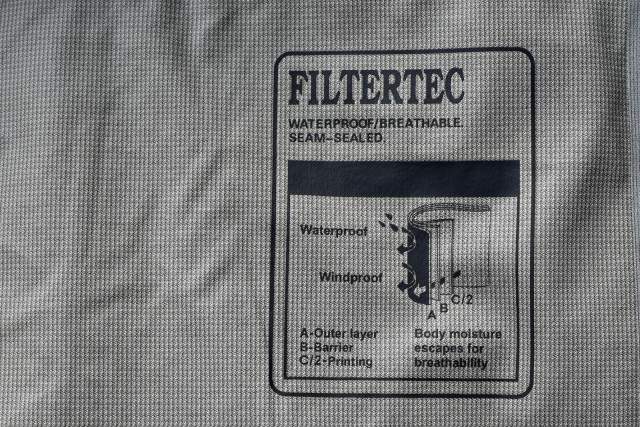 FILTERTEC
WATERPROOF/BREATHABLE.
SEAM-SEALED.
Waterproof
Windproof
A B C/2
A-Outer layer
B-Barrier
C/2-Printing
Body moisture
escapes for
breathability